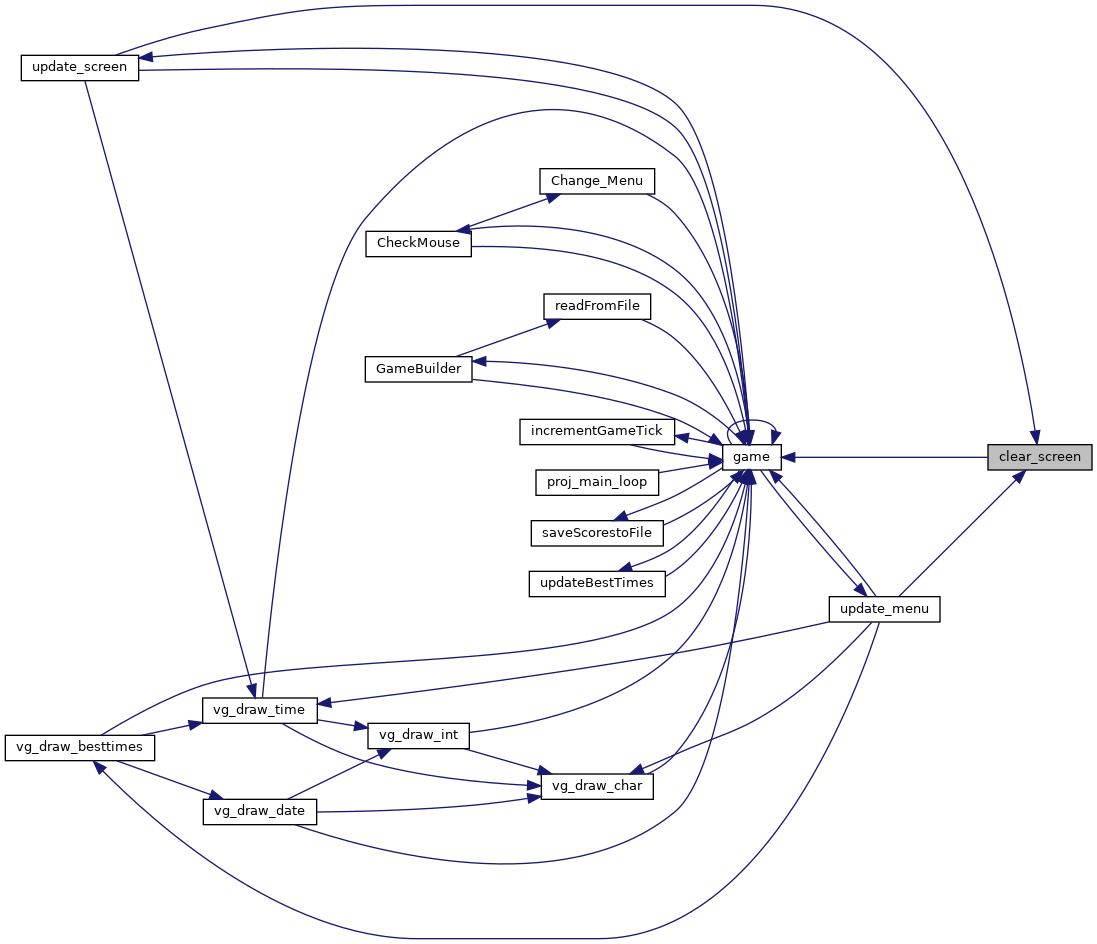 update_screen
Change_Menu
CheckMouse
readFromFile
GameBuilder
incrementGameTick
game
clear_screen
proj_main_loop
saveScorestoFile
updateBestTimes
update_menu
vg_draw_time
vg_draw_int
vg_draw_besttimes
vg_draw_char
vg_draw_date